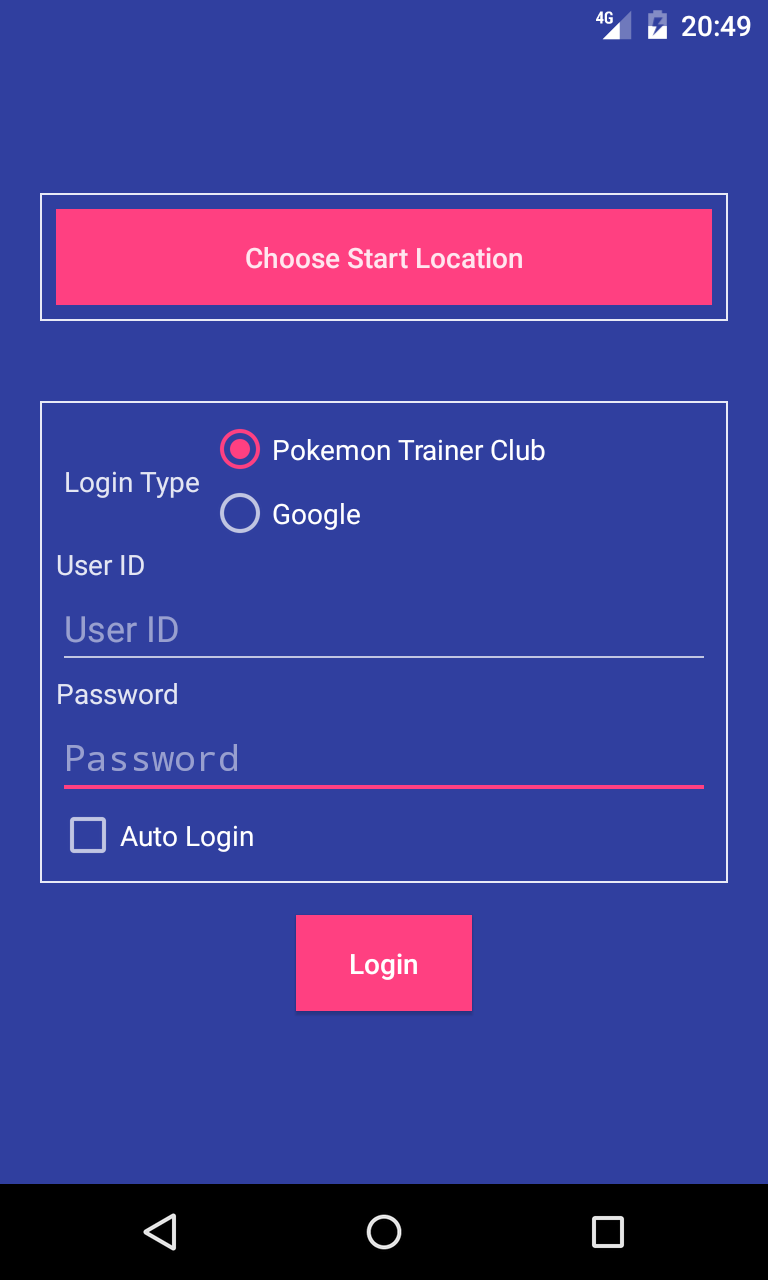 4G 20:49
Choose Start Location
Pokemon Trainer Club
Login Type
Google
User ID
User ID
Password
Password
Auto Login
Login